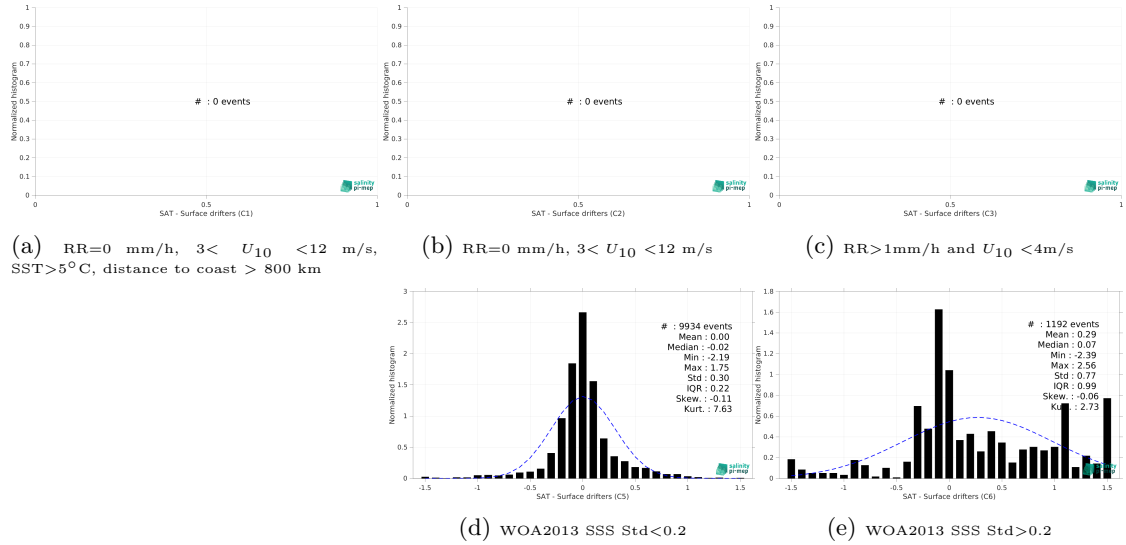 1
0.9
0.8
0.7
0.6
0.5
0.4
0.3
0.2
0.1
0
Normalized histogram
# : 0 events
0 0.5 1
SAT - Surface drifters (C1)
salinity
pi-mep
1
0.9
0.8
0.7
0.6
0.5
0.4
0.3
0.2
0.1
0
Normalized histogram
# : 0 events
0 0.5 1
SAT - Surface drifters (C2)
salinity
pi-mep
1
0.9
0.8
0.7
0.6
0.5
0.4
0.3
0.2
0.1
0
Normalized histogram
# : 0 events
0 0.5 1
SAT - Surface drifters (C3)
salinity
pi-mep
(a) RR=0 mm/h, 3< U10 <12 m/s,
SST>5°C, distance to coast > 800 km
(b) RR=0 mm/h, 3< U10 <12 m/s
(c) RR>1mm/h and U10 <4m/s
3
2.5
2
1.5
1
0.5
0
Normalized histogram
# : 9934 events
Mean : 0.00
Median : -0.02
Min : -2.19
Max : 1.75
Std : 0.30
IQR : 0.22
Skew. : -0.11
Kurt. : 7.63
salinity
pi-mep
-1.5 -1 -0.5 0 0.5 1 1.5
SAT - Surface drifters (C5)
1.8
1.6
1.4
1.2
1
0.8
0.6
0.4
0.2
0
Normalized histogram
# : 1192 events
Mean : 0.29
Median : 0.07
Min : -2.39
Max : 2.56
Std : 0.77
IQR : 0.99
Skew. : -0.06
Kurt. : 2.73
salinity
pi-mep
-1.5 -1 -0.5 0 0.5 1 1.5
SAT - Surface drifters (C6)
(d) WOA2013 SSS Std<0.2
(e) WOA2013 SSS Std>0.2